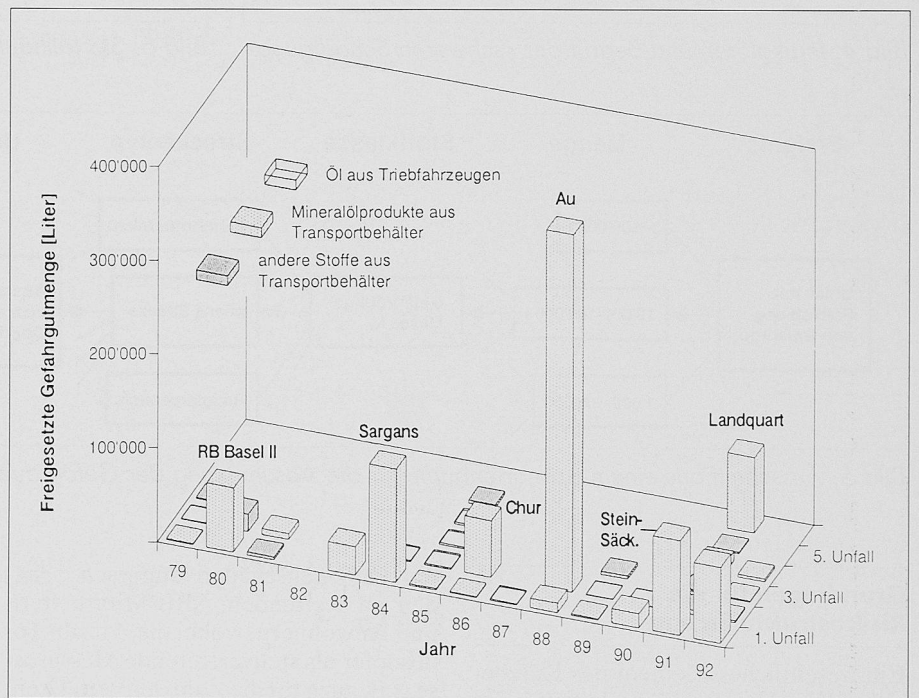 Freigesetzte Gefahrgutmenge [Liter]
400'000
300'000
200'000
100'000
Öl aus Triebfahrzeugen
Mineralölprodukte aus
Transportbehälter
andere Stoffe aus
Transportbehälter
RB Basel II
Sargans
Chur
Au
Stein-
Säck.
Landquart
79
80
81
82
83
84
85
86
87
88
89
90
91
92
Jahr
5. Unfall
3. Unfall
1. Unfall